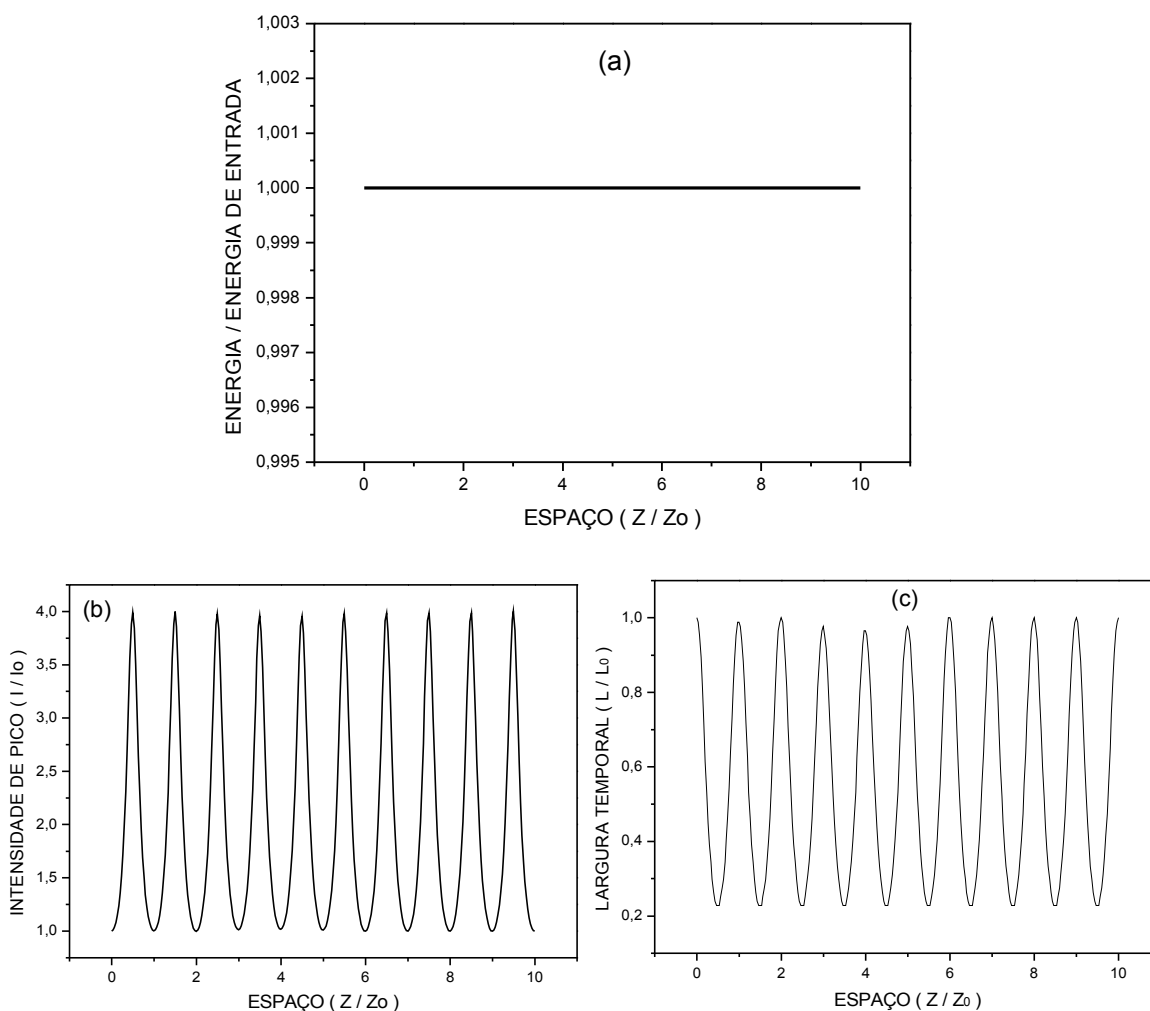 (a)
ENERGIA / ENERGIA DE ENTRADA
1,003
1,002
1,001
1,000
0,999
0,998
0,997
0,996
0,995
0 2 4 6 8 10
ESPAÇO ( Z / Zo )
(b)
INTENSIDADE DE PICO ( I / Io )
4,0
3,5
3,0
2,5
2,0
1,5
1,0
0 2 4 6 8 10
ESPAÇO ( Z / Zo )
(c)
LARGURA TEMPORAL ( L / L0 )
1,0
0,8
0,6
0,4
0,2
0 2 4 6 8 10
ESPAÇO ( Z / Z0 )